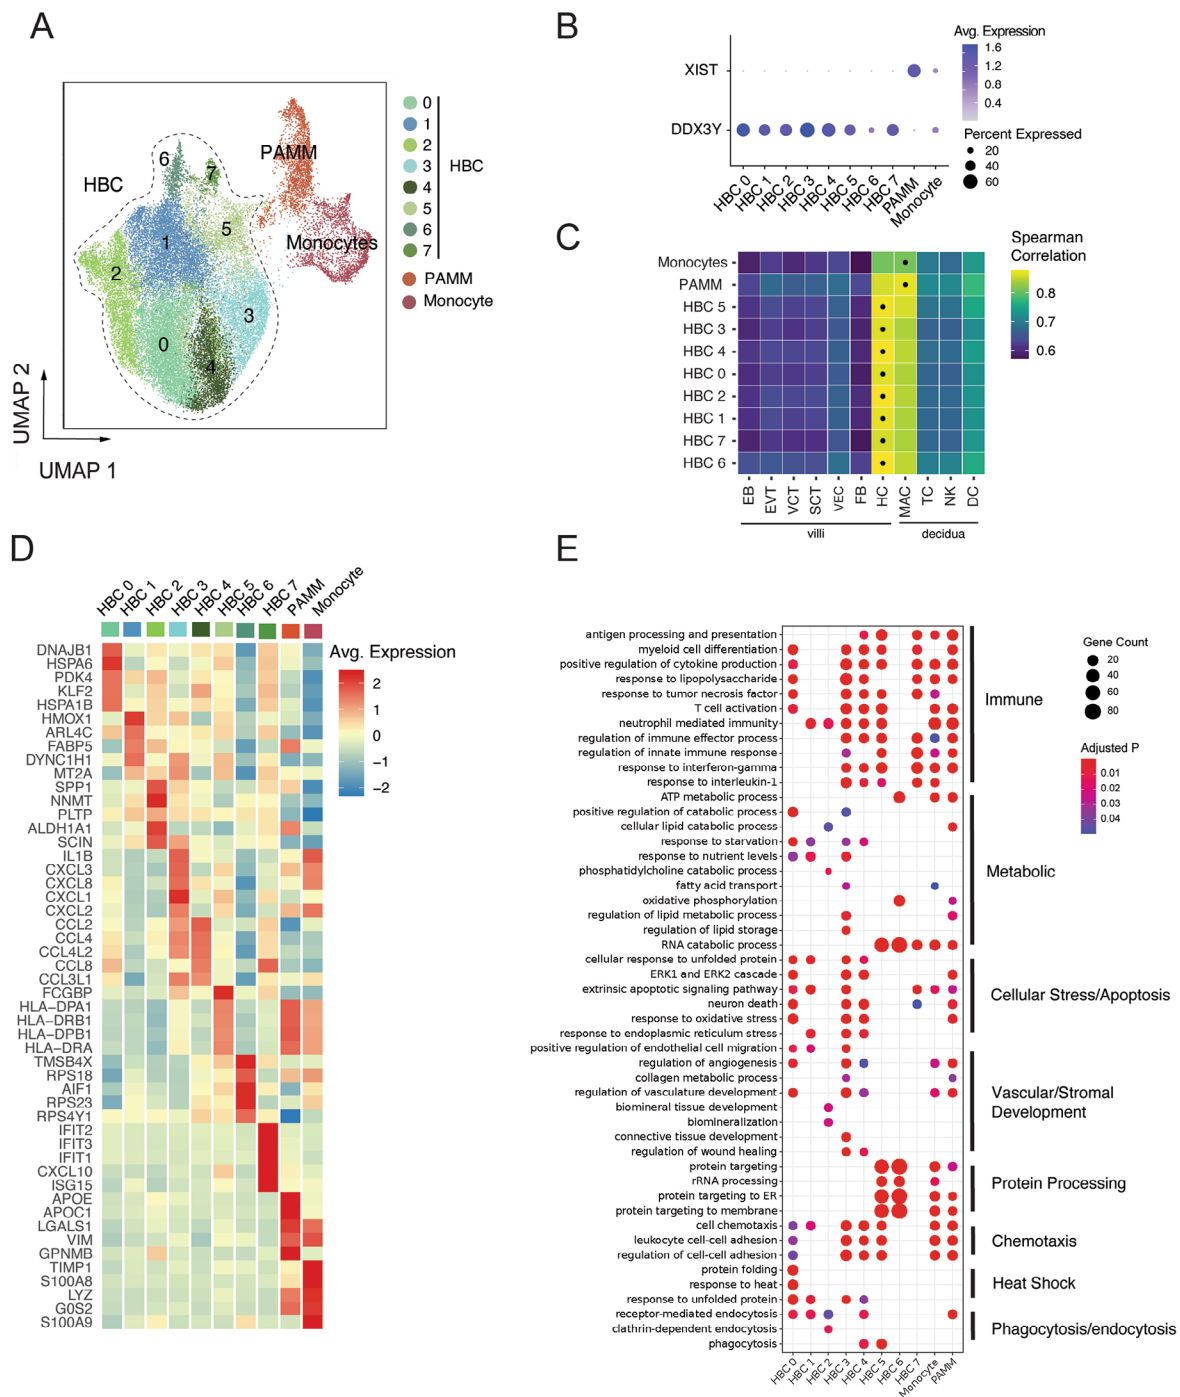 A
HBC
6
7
1
5
2
3
0
4
PAMM
Monocytes
0
1
2
3
4
5
6
7
HBC
PAMM
Monocyte
UMAP 2
UMAP 1
B
XIST
DDX3Y
HBC 0
HBC 1
HBC 2
HBC 3
HBC 4
HBC 5
HBC 6
HBC 7
PAMM
Monocyte
Avg. Expression
1.6
1.2
0.8
0.4
Percent Expressed
20
40
60
C
Monocytes
PAMM
HBC 5
HBC 3
HBC 4
HBC 0
HBC 2
HBC 1
HBC 7
HBC 6
EB
EVT
VCT
SCT
VEC
FB
HC
MAC
TC
NK
DC
villi
decidua
Spearman
Correlation
0.8
0.7
0.6
D
HBC 0
HBC 1
HBC 2
HBC 3
HBC 4
HBC 5
HBC 6
HBC 7
PAMM
Monocyte
DNAJB1
HSPA6
PDK4
KLF2
HSPA1B
HMOX1
ARL4C
FABP5
DYNC1H1
MT2A
SPP1
NNMT
PLTP
ALDH1A1
SCIN
IL1B
CXCL3
CXCL8
CXCL1
CXCL2
CCL2
CCL4
CCL4L2
CCL8
CCL3L1
FCGBP
HLA−DPA1
HLA−DRB1
HLA−DPB1
HLA−DRA
TMSB4X
RPS18
AIF1
RPS23
RPS4Y1
IFIT2
IFIT3
IFIT1
CXCL10
ISG15
APOE
APOC1
LGALS1
VIM
GPNMB
TIMP1
S100A8
LYZ
G0S2
S100A9
Avg. Expression
2
1
0
−1
−2
E
antigen processing and presentation
myeloid cell differentiation
positive regulation of cytokine production
response to lipopolysaccharide
response to tumor necrosis factor
T cell activation
neutrophil mediated immunity
regulation of immune effector process
regulation of innate immune response
response to interferon-gamma
response to interleukin-1
ATP metabolic process
positive regulation of catabolic process
cellular lipid catabolic process
response to starvation
response to nutrient levels
phosphatidylcholine catabolic process
fatty acid transport
oxidative phosphorylation
regulation of lipid metabolic process
regulation of lipid storage
RNA catabolic process
cellular response to unfolded protein
ERK1 and ERK2 cascade
extrinsic apoptotic signaling pathway
neuron death
response to oxidative stress
response to endoplasmic reticulum stress
positive regulation of endothelial cell migration
regulation of angiogenesis
collagen metabolic process
regulation of vasculature development
biomineral tissue development
biomineralization
connective tissue development
regulation of wound healing
protein targeting
rRNA processing
protein targeting to ER
protein targeting to membrane
cell chemotaxis
leukocyte cell-cell adhesion
regulation of cell-cell adhesion
protein folding
response to heat
response to unfolded protein
receptor-mediated endocytosis
clathrin-dependent endocytosis
phagocytosis
HBC 0
HBC 1
HBC 2
HBC 3
HBC 4
HBC 5
HBC 6
HBC 7
Monocyte
PAMM
Immune
Metabolic
Cellular Stress/Apoptosis
Vascular/Stromal
Development
Protein Processing
Chemotaxis
Heat Shock
Phagocytosis/endocytosis
Gene Count
20
40
60
80
Adjusted P
0.01
0.02
0.03
0.04